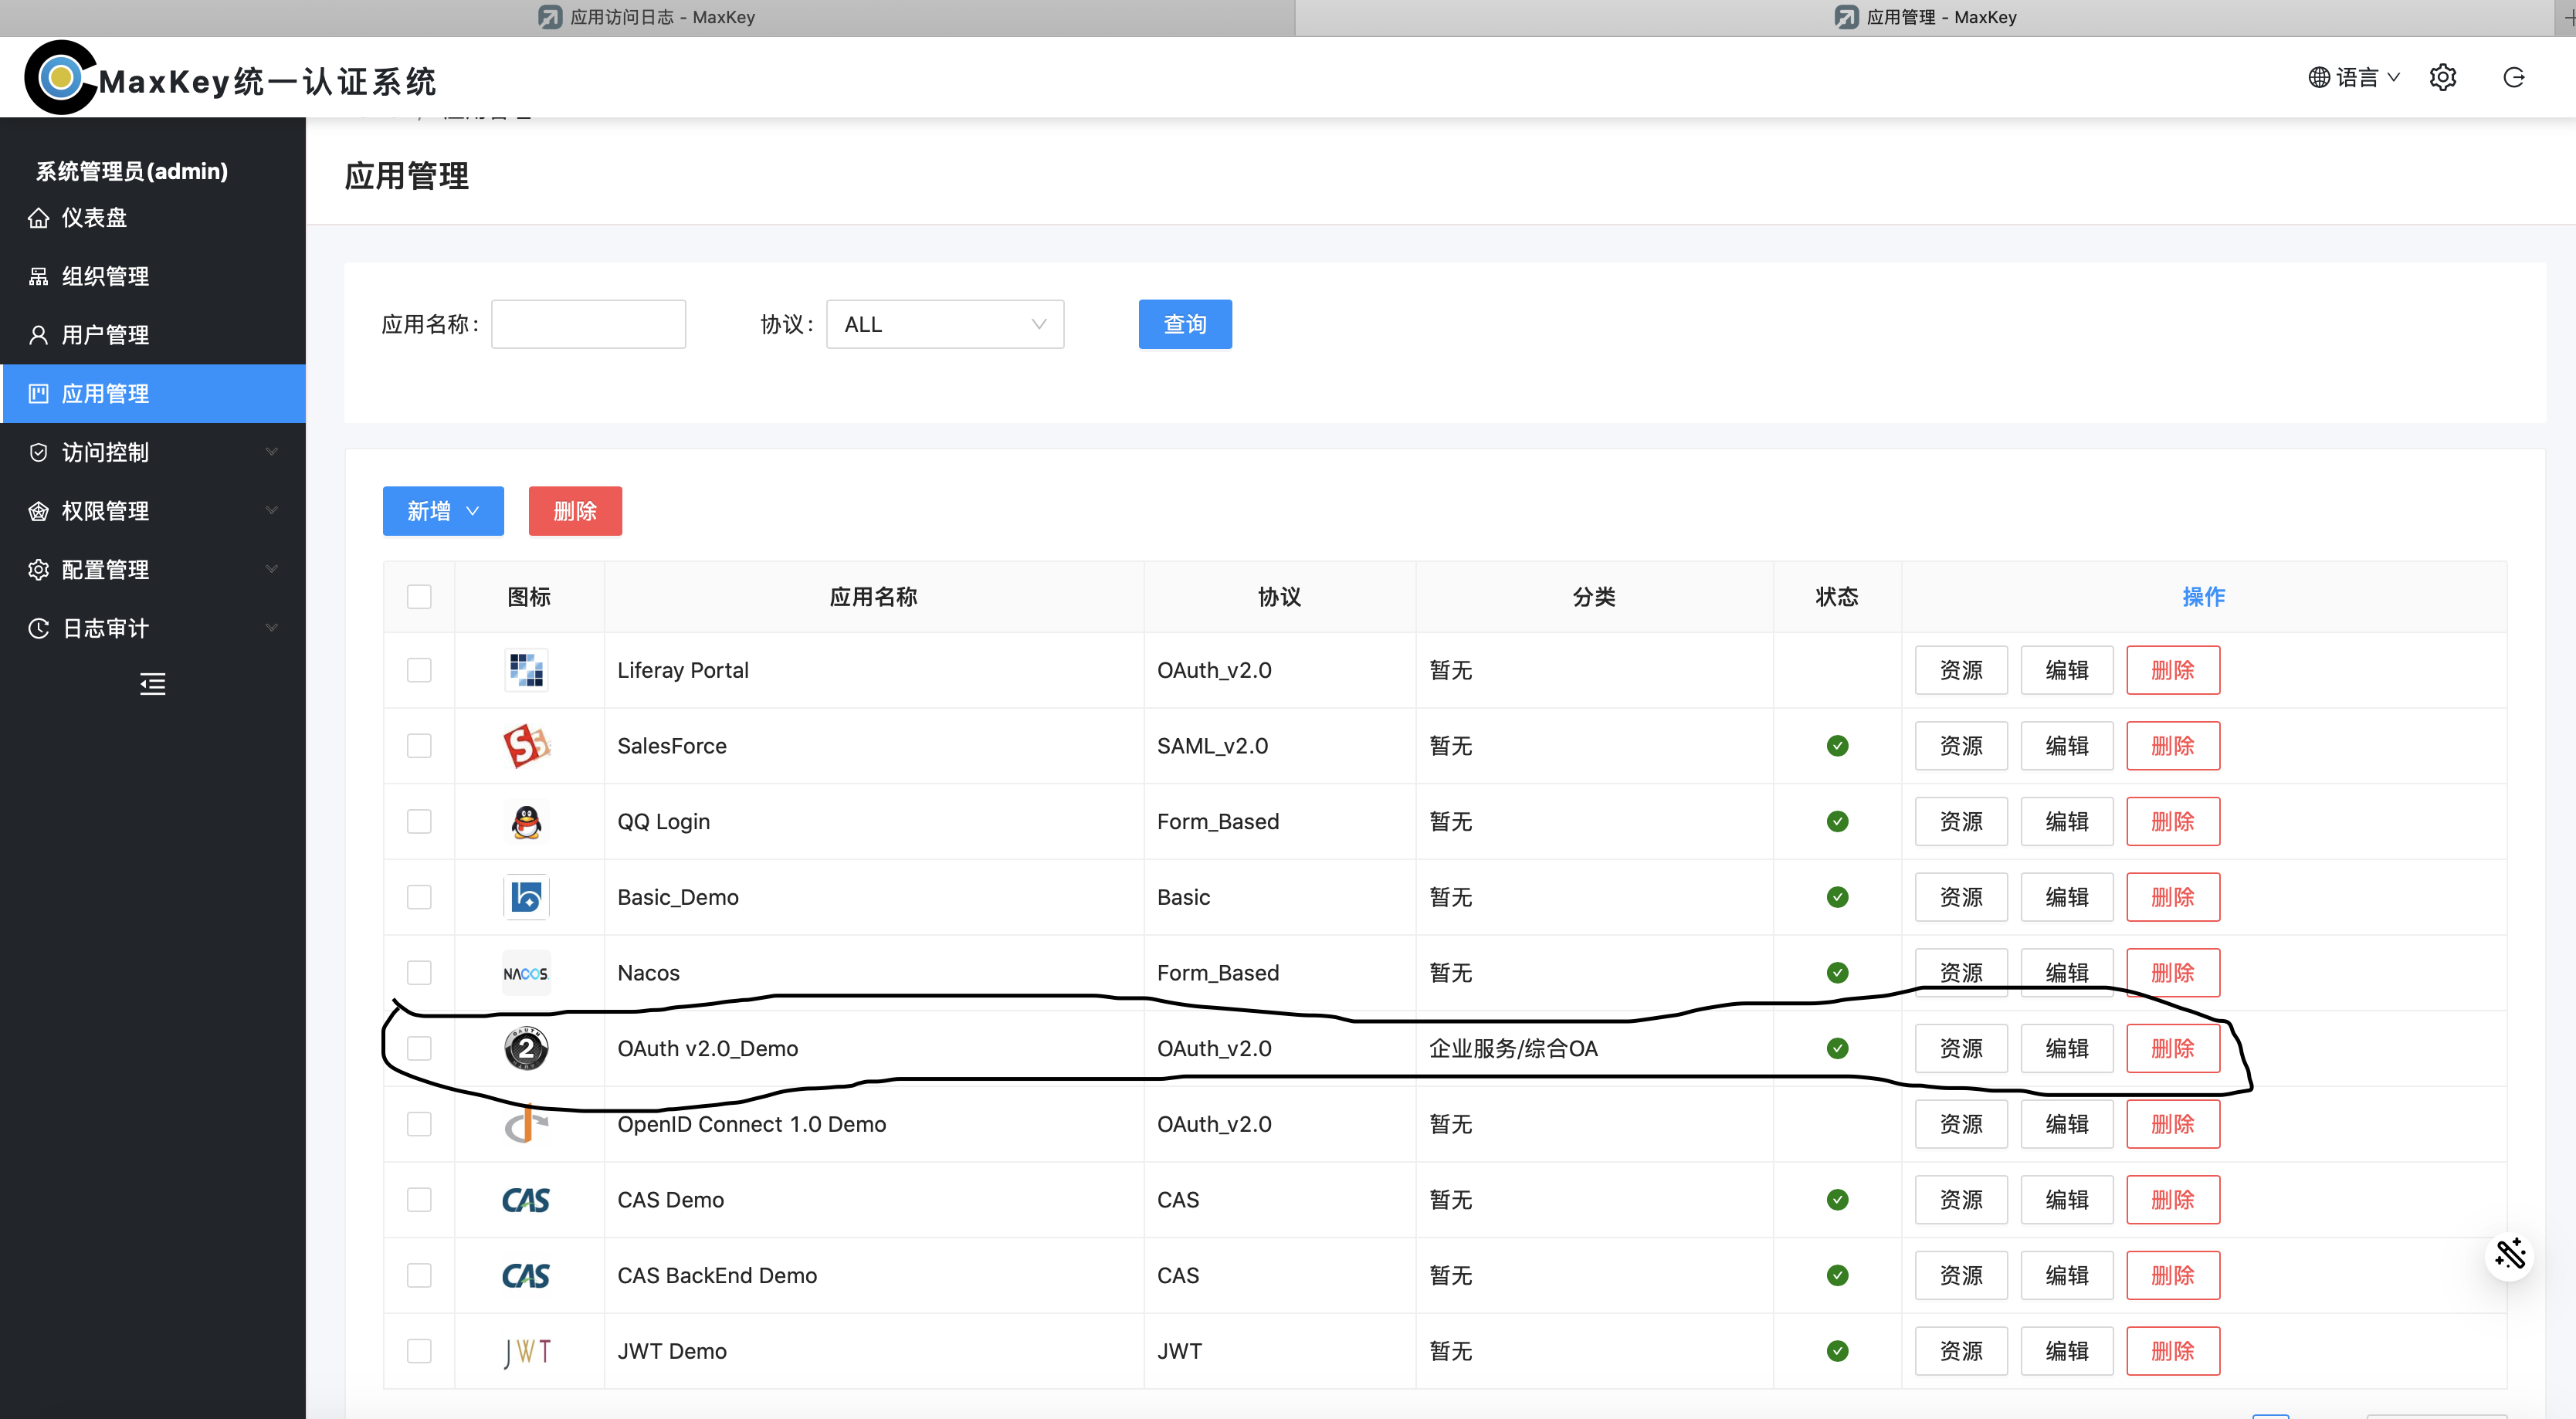 应用访问日志 - MaxKey
应用管理 - MaxKey
MaxKey统一认证系统
语言
系统管理员(admin)
仪表盘
组织管理
用户管理
应用管理
访问控制
权限管理
配置管理
日志审计
/ 应用管理
应用管理
应用名称:
协议: ALL
查询
新增
删除
图标 应用名称 协议 分类 状态 操作
Liferay Portal OAuth_v2.0 暂无 资源 编辑 删除
SalesForce SAML_v2.0 暂无 资源 编辑 删除
QQ Login Form_Based 暂无 资源 编辑 删除
Basic_Demo Basic 暂无 资源 编辑 删除
NACOS. Nacos Form_Based 暂无 资源 编辑 删除
OAUTH 2 OAuth v2.0_Demo OAuth_v2.0 企业服务/综合OA 资源 编辑 删除
OpenID Connect 1.0 Demo OAuth_v2.0 暂无 资源 编辑 删除
CAS CAS Demo CAS 暂无 资源 编辑 删除
CAS CAS BackEnd Demo CAS 暂无 资源 编辑 删除
JWT JWT Demo JWT 暂无 资源 编辑 删除